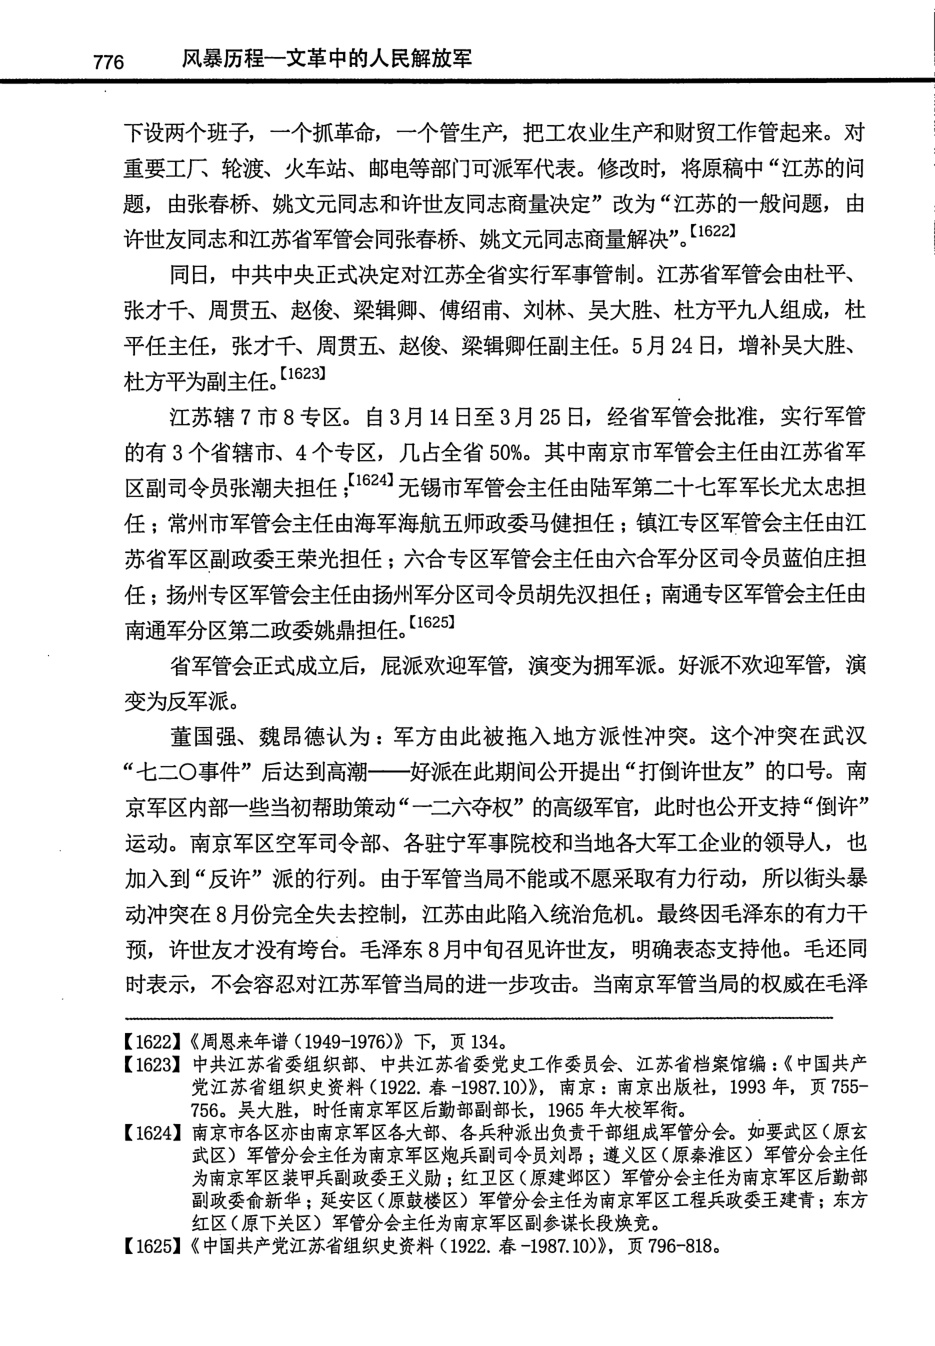 776 风暴历程—文革中的人民解放军
下设两个班子，一个抓革命，一个管生产，把工农业生产和财贸工作管起来。对
重要工厂、轮渡、火车站、邮电等部门可派军代表。修改时，将原稿中“江苏的问
题，由张春桥、姚文元同志和许世友同志商量决定”改为“江苏的一般问题，由
许世友同志和江苏省军管会同张春桥、姚文元同志商量解决”。【1622】
同日，中共中央正式决定对江苏全省实行军事管制。江苏省军管会由杜平、
张才千、周贯五、赵俊、梁辑卿、傅绍甫、刘林、吴大胜、杜方平九人组成，杜
平任主任，张才千、周贯五、赵俊、梁辑卿任副主任。5月24日，增补吴大胜、
杜方平为副主任。【1623】
江苏辖7市8专区。自3月14日至3月25日，经省军管会批准，实行军管
的有3个省辖市、4个专区，几占全省50%。其中南京市军管会主任由江苏省军
区副司令员张潮夫担任；【1624】无锡市军管会主任由陆军第二十七军军长尤太忠担
任；常州市军管会主任由海军海航五师政委马健担任；镇江专区军管会主任由江
苏省军区副政委王荣光担任；六合专区军管会主任由六合军分区司令员蓝伯庄担
任；扬州专区军管会主任由扬州军分区司令员胡先汉担任；南通专区军管会主任由
南通军分区第二政委姚鼎担任。【1625】
省军管会正式成立后，屁派欢迎军管，演变为拥军派。好派不欢迎军管，演
变为反军派。
董国强、魏昂德认为：军方由此被拖入地方派性冲突。这个冲突在武汉
“七二〇事件”后达到高潮——好派在此期间公开提出“打倒许世友”的口号。南
京军区内部一些当初帮助策动“一二六夺权”的高级军官，此时也公开支持“倒许”
运动。南京军区空军司令部、各驻宁军事院校和当地各大军工企业的领导人，也
加入到“反许”派的行列。由于军管当局不能或不愿采取有力行动，所以街头暴
动冲突在8月份完全失去控制，江苏由此陷入统治危机。最终因毛泽东的有力干
预，许世友才没有垮台。毛泽东8月中旬召见许世友，明确表态支持他。毛还同
时表示，不会容忍对江苏军管当局的进一步攻击。当南京军管当局的权威在毛泽
【1622】《周恩来年谱（1949-1976）》下，页134。
【1623】中共江苏省委组织部、中共江苏省委党史工作委员会、江苏省档案馆编：《中国共产
党江苏省组织史资料（1922. 春-1987.10）》，南京：南京出版社，1993年，页755-
756。吴大胜，时任南京军区后勤部副部长，1965年大校军衔。
【1624】南京市各区亦由南京军区各大部、各兵种派出负责干部组成军管分会。如要武区（原玄
武区）军管分会主任为南京军区炮兵副司令员刘昂；遵义区（原秦淮区）军管分会主任
为南京军区装甲兵副政委王义勋；红卫区（原建邺区）军管分会主任为南京军区后勤部
副政委俞新华；延安区（原鼓楼区）军管分会主任为南京军区工程兵政委王建青；东方
红区（原下关区）军管分会主任为南京军区副参谋长段焕竞。
【1625】《中国共产党江苏省组织史资料（1922. 春-1987.10）》，页796-818。